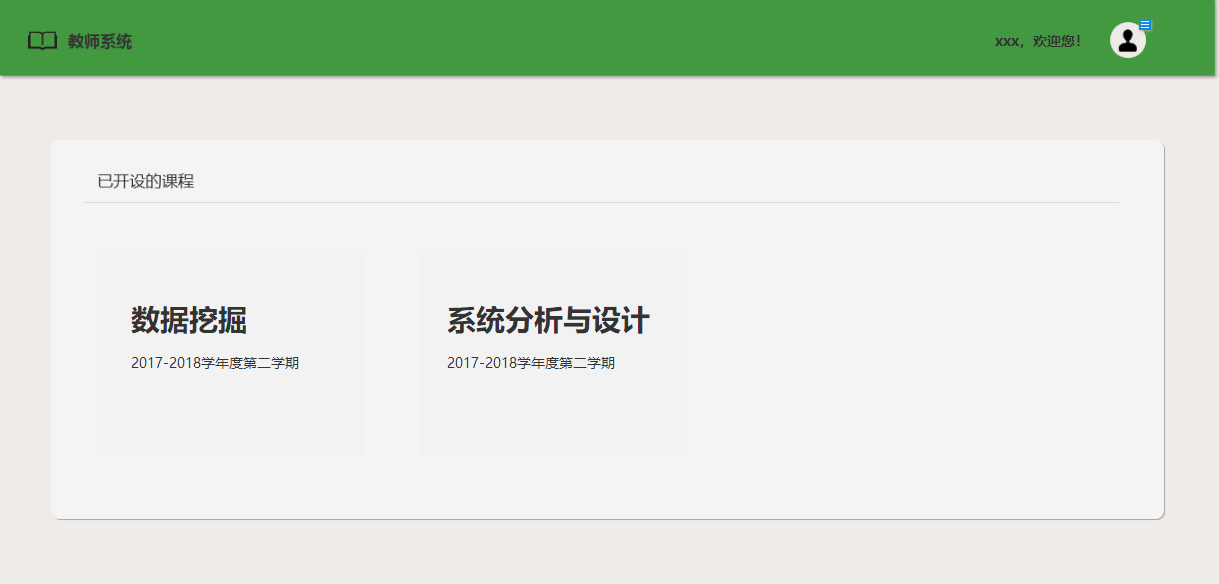 教师系统
xxx，欢迎您！
已开设的课程
数据挖掘
2017-2018学年度第二学期
系统分析与设计
2017-2018学年度第二学期